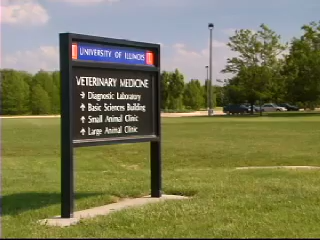 UNIVERSITY OF ILLINOIS
VETERINARY MEDICINE
→ Diagnostic Laboratory
↑ Basic Sciences Building
↑ Small Animal Clinic
↑ Large Animal Clinic